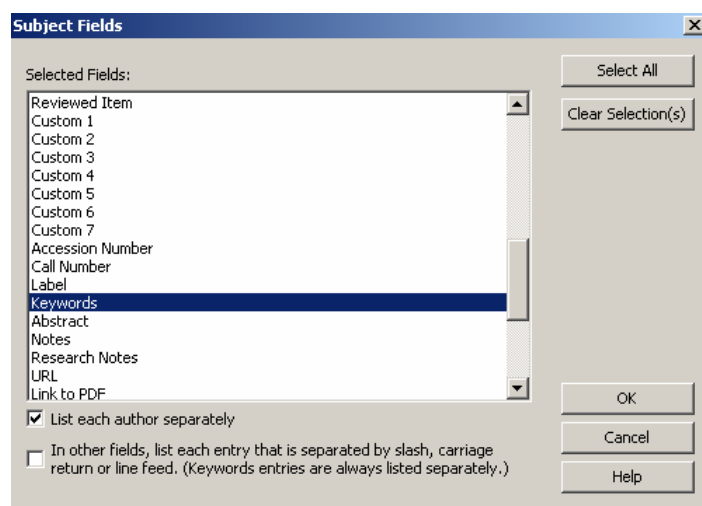 Subject Fields
Selected Fields:
Reviewed Item
Custom 1
Custom 2
Custom 3
Custom 4
Custom 5
Custom 6
Custom 7
Accession Number
Call Number
Label
Keywords
Abstract
Notes
Research Notes
URL
Link to PDF
List each author separately
In other fields, list each entry that is separated by slash, carriage
return or line feed. (Keywords entries are always listed separately.)
Select All
Clear Selection(s)
OK
Cancel
Help